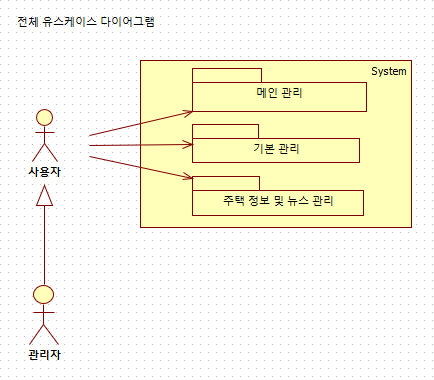 전체 유스케이스 다이어그램
System
메인 관리
사용자
기본 관리
주택 정보 및 뉴스 관리
관리자